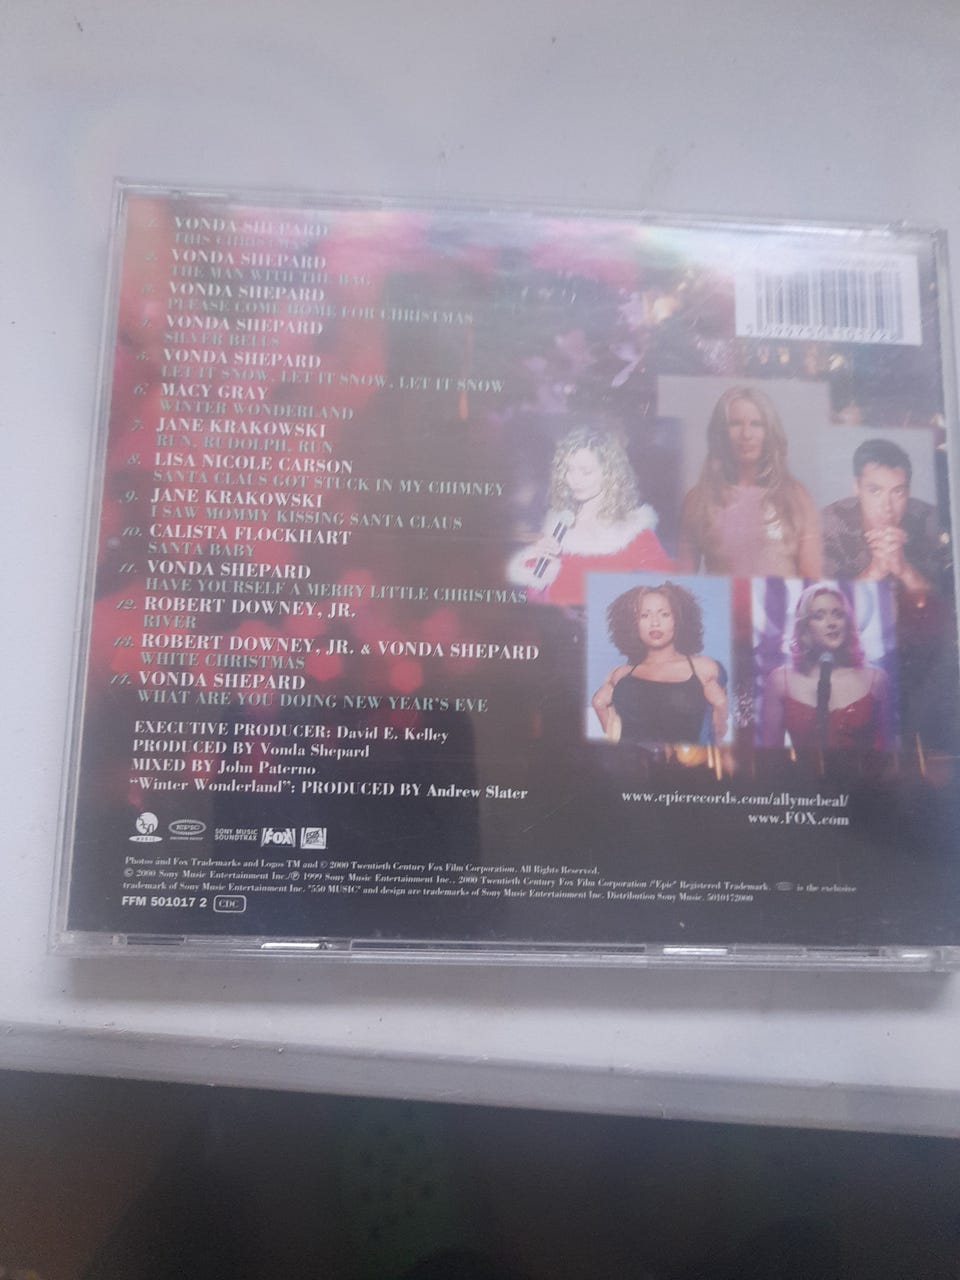 1. VONDA SHEPARD
THIS CHRISTMAS
2. VONDA SHEPARD
THE MAN WITH THE BAG
3. VONDA SHEPARD
PLEASE COME HOME FOR CHRISTMAS
4. VONDA SHEPARD
SILVER BELLS
5. VONDA SHEPARD
LET IT SNOW, LET IT SNOW, LET IT SNOW
6. MACY GRAY
WINTER WONDERLAND
7. JANE KRAKOWSKI
RUN, RUDOLPH, RUN
8. LISA NICOLE CARSON
SANTA CLAUS GOT STUCK IN MY CHIMNEY
9. JANE KRAKOWSKI
I SAW MOMMY KISSING SANTA CLAUS
10. CALISTA FLOCKHART
SANTA BABY
11. VONDA SHEPARD
HAVE YOURSELF A MERRY LITTLE CHRISTMAS
12. ROBERT DOWNEY, JR.
RIVER
13. ROBERT DOWNEY, JR. & VONDA SHEPARD
WHITE CHRISTMAS
14. VONDA SHEPARD
WHAT ARE YOU DOING NEW YEAR'S EVE
EXECUTIVE PRODUCER: David E. Kelley
PRODUCED BY Vonda Shepard
MIXED BY John Paterno
"Winter Wonderland": PRODUCED BY Andrew Slater
www.epicrecords.com/allymcbeal/
www.FOX.com
550 MUSIC
EPIC
SONY MUSIC
SOUNDTRAX
FOX
Photos and Fox Trademarks and Logos TM and © 2000 Twentieth Century Fox Film Corporation. All Rights Reserved.
© 2000 Sony Music Entertainment Inc./℗ 1999 Sony Music Entertainment Inc., 2000 Twentieth Century Fox Film Corporation /"Epic" Registered Trademark. is the exclusive
trademark of Sony Music Entertainment Inc. "550 MUSIC" and design are trademarks of Sony Music Entertainment Inc. Distribution Sony Music. 5010172000
FFM 501017 2 CDC